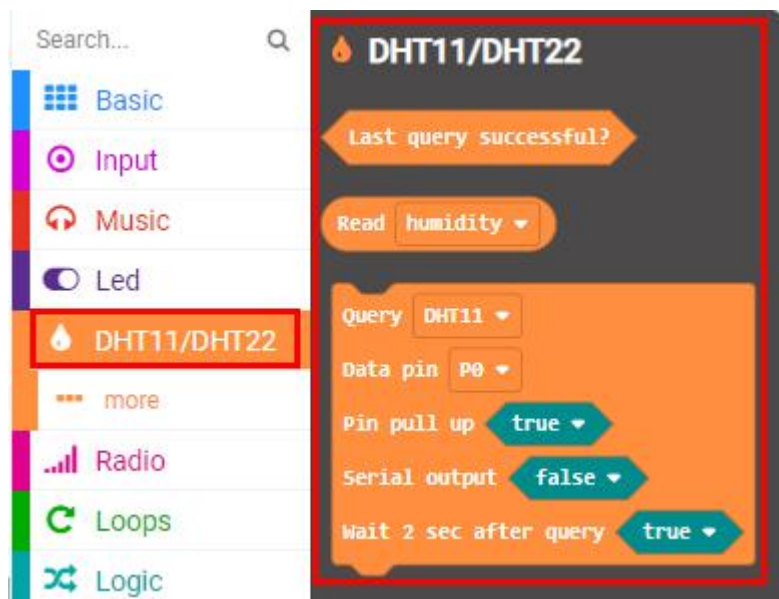 Search...
Basic
Input
Music
Led
DHT11/DHT22
more
Radio
Loops
Logic
DHT11/DHT22
Last query successful?
Read humidity
Query DHT11
Data pin P0
Pin pull up true
Serial output false
Wait 2 sec after query true